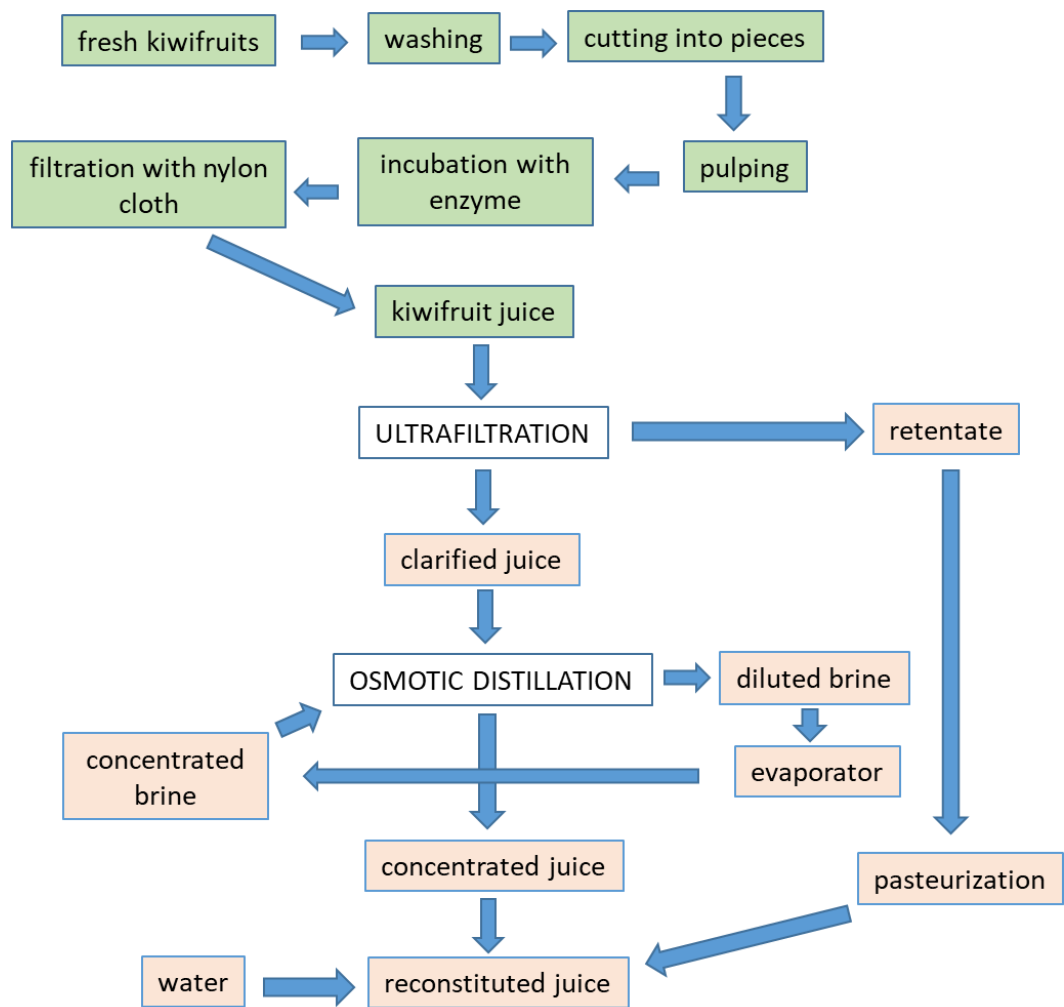 fresh kiwifruits
washing
cutting into pieces
pulping
incubation with
enzyme
filtration with nylon
cloth
kiwifruit juice
ULTRAFILTRATION
retentate
clarified juice
OSMOTIC DISTILLATION
diluted brine
evaporator
concentrated
brine
concentrated juice
pasteurization
water
reconstituted juice